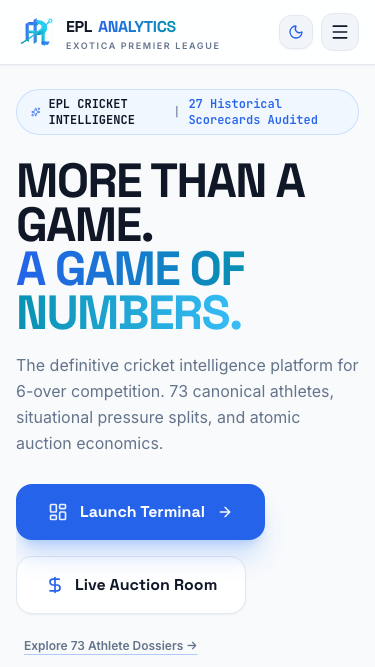 EPL ANALYTICS
EXOTICA PREMIER LEAGUE
EPL CRICKET
INTELLIGENCE
|
27 Historical
Scorecards Audited
MORE THAN A
GAME.
A GAME OF
NUMBERS.
The definitive cricket intelligence platform for
6-over competition. 73 canonical athletes,
situational pressure splits, and atomic
auction economics.
Launch Terminal →
$ Live Auction Room
Explore 73 Athlete Dossiers →